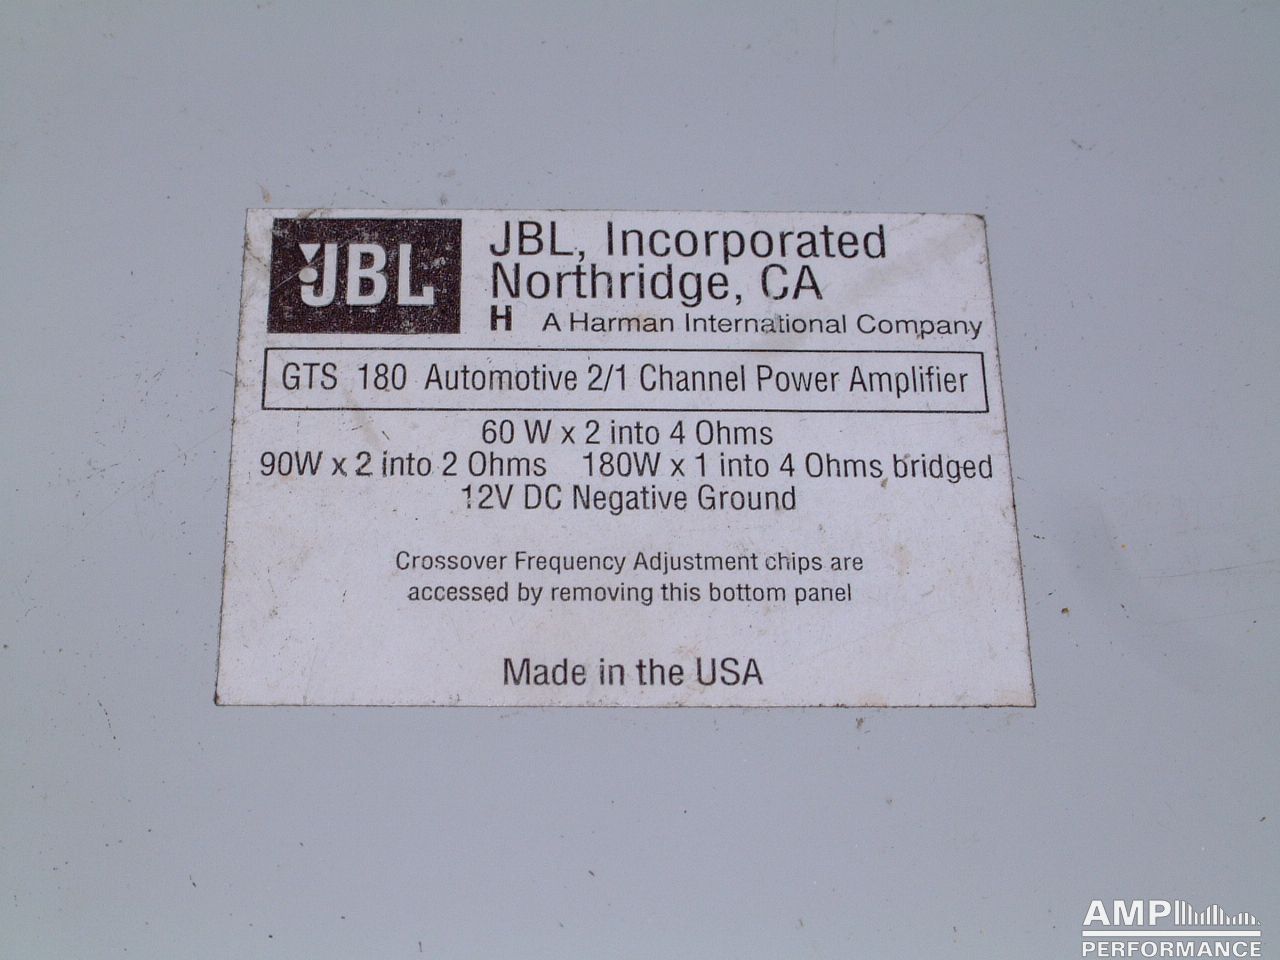 JBL
JBL, Incorporated
Northridge, CA
H A Harman International Company
GTS 180 Automotive 2/1 Channel Power Amplifier
60 W x 2 into 4 Ohms
90W x 2 into 2 Ohms 180W x 1 into 4 Ohms bridged
12V DC Negative Ground
Crossover Frequency Adjustment chips are
accessed by removing this bottom panel
Made in the USA
AMP
PERFORMANCE